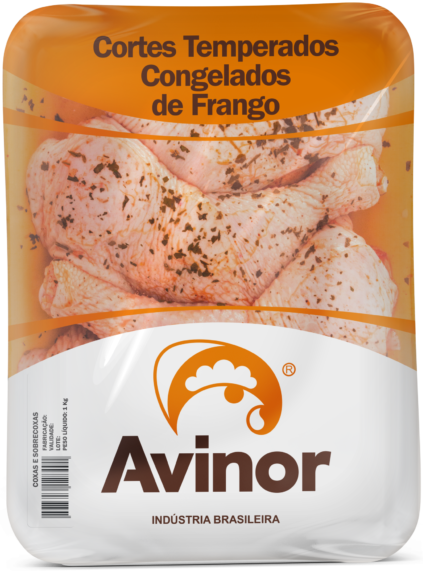 Cortes Temperados
Congelados
de Frango
®
Avinor
INDÚSTRIA BRASILEIRA
COXAS E SOBRECOXAS
FABRICAÇÃO:
VALIDADE:
LOTE:
PESO LÍQUIDO: 1 Kg